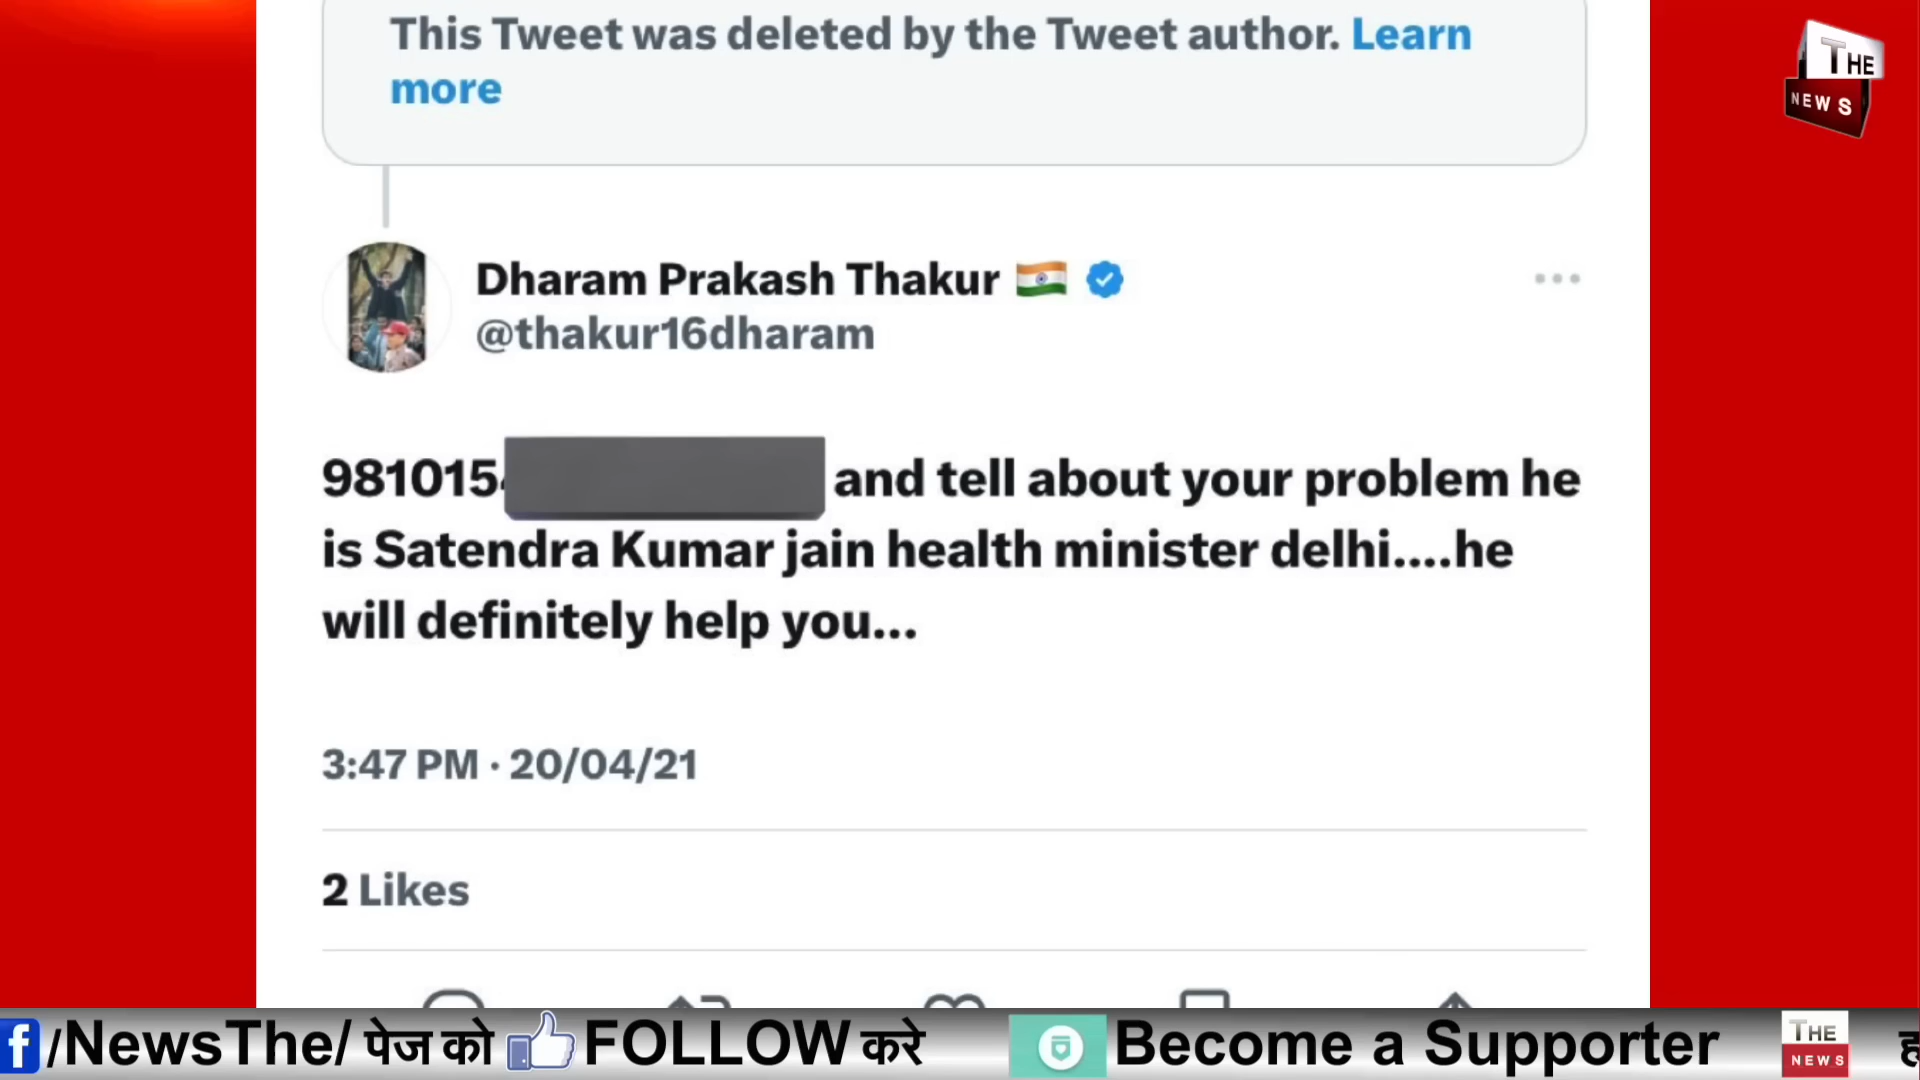 This Tweet was deleted by the Tweet author. Learn
more
THE
NEWS
Dharam Prakash Thakur
@thakur16dharam
981015 and tell about your problem he
is Satendra Kumar jain health minister delhi....he
will definitely help you...
3:47 PM · 20/04/21
2 Likes
f /NewsThe/ पेज को FOLLOW करे Become a Supporter THE NEWS